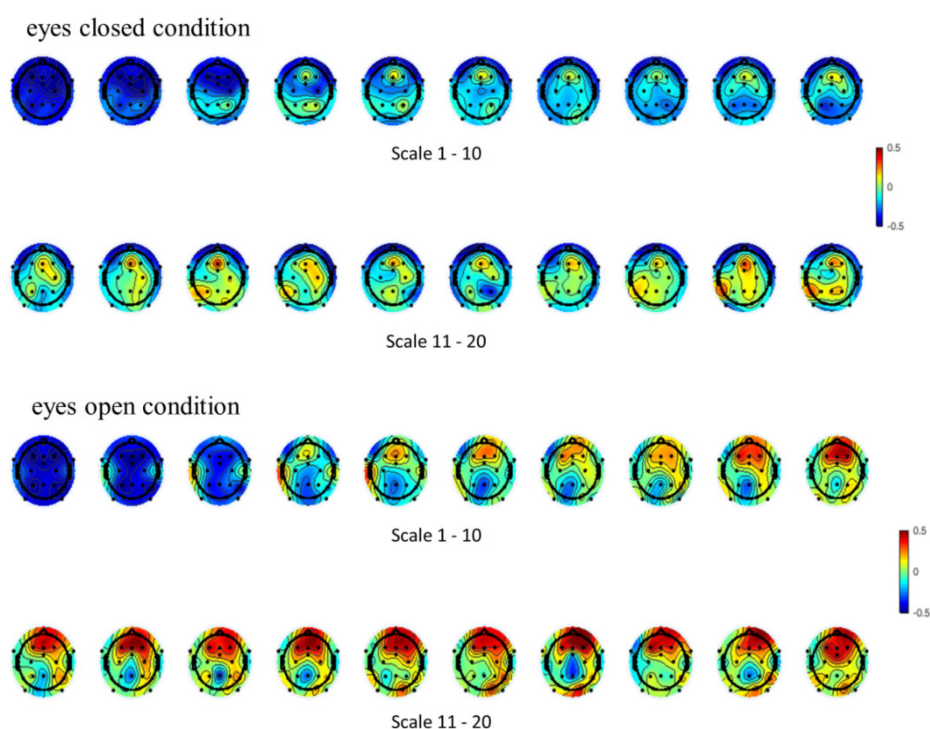 eyes closed condition
Scale 1 - 10
0.5
0
-0.5
Scale 11 - 20
eyes open condition
Scale 1 - 10
0.5
0
-0.5
Scale 11 - 20